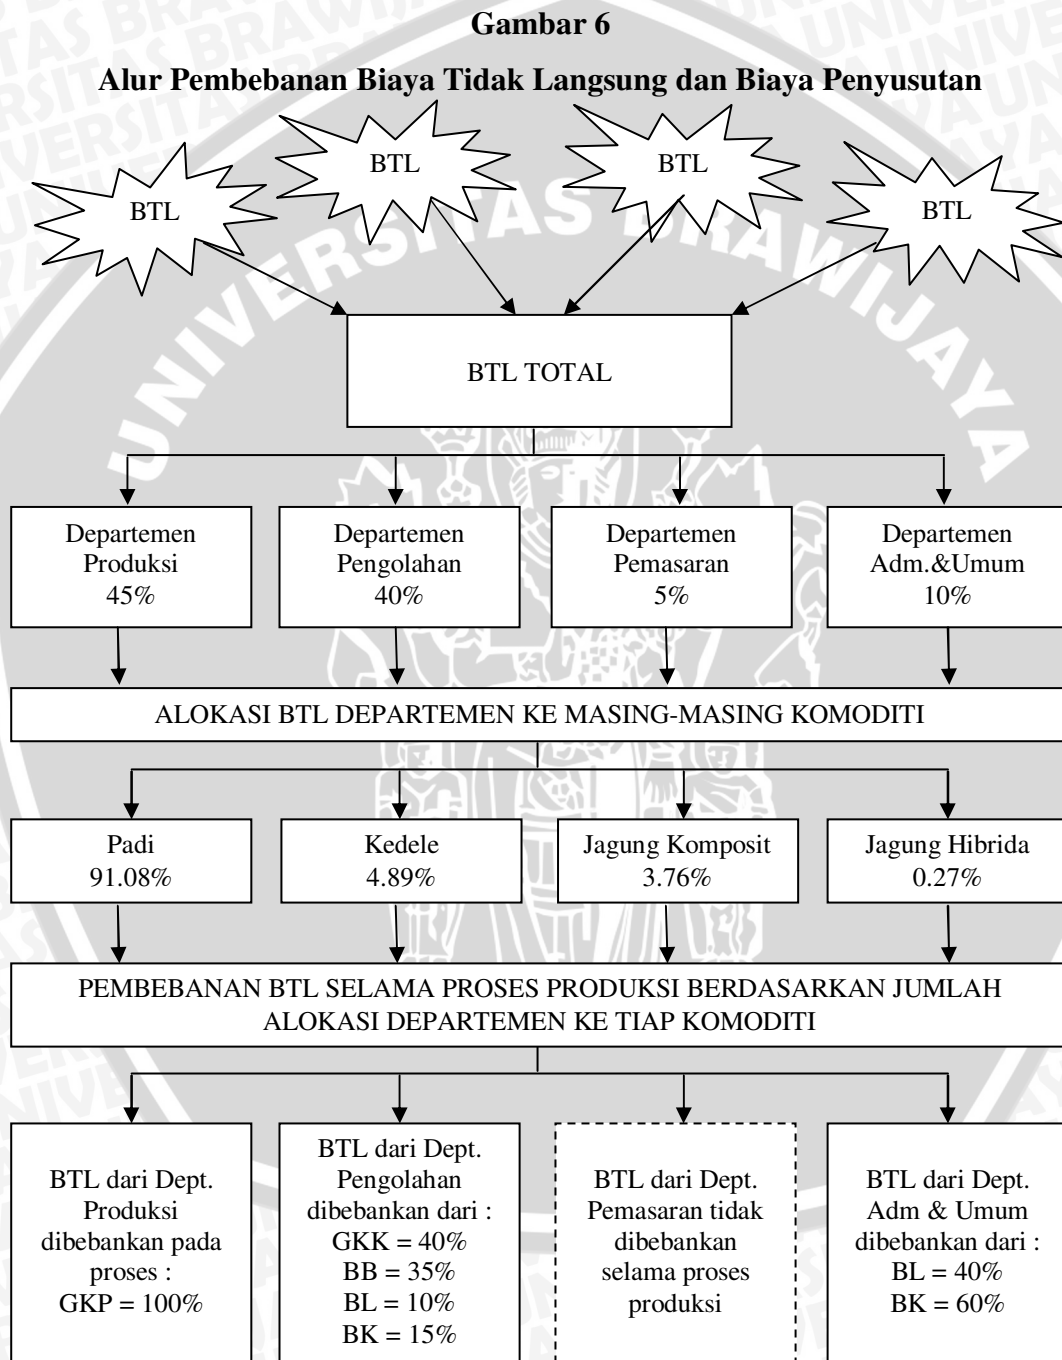 Gambar 6
Alur Pembebanan Biaya Tidak Langsung dan Biaya Penyusutan
BTL
BTL
BTL
BTL
UNIVERSITAS BRAWIJAYA
BTL TOTAL
Departemen
Produksi
45%
Departemen
Pengolahan
40%
Departemen
Pemasaran
5%
Departemen
Adm.&Umum
10%
ALOKASI BTL DEPARTEMEN KE MASING-MASING KOMODITI
Padi
91.08%
Kedele
4.89%
Jagung Komposit
3.76%
Jagung Hibrida
0.27%
PEMBEBANAN BTL SELAMA PROSES PRODUKSI BERDASARKAN JUMLAH
ALOKASI DEPARTEMEN KE TIAP KOMODITI
BTL dari Dept.
Produksi
dibebankan pada
proses :
GKP = 100%
BTL dari Dept.
Pengolahan
dibebankan dari :
GKK = 40%
BB = 35%
BL = 10%
BK = 15%
BTL dari Dept.
Pemasaran tidak
dibebankan
selama proses
produksi
BTL dari Dept.
Adm & Umum
dibebankan dari :
BL = 40%
BK = 60%